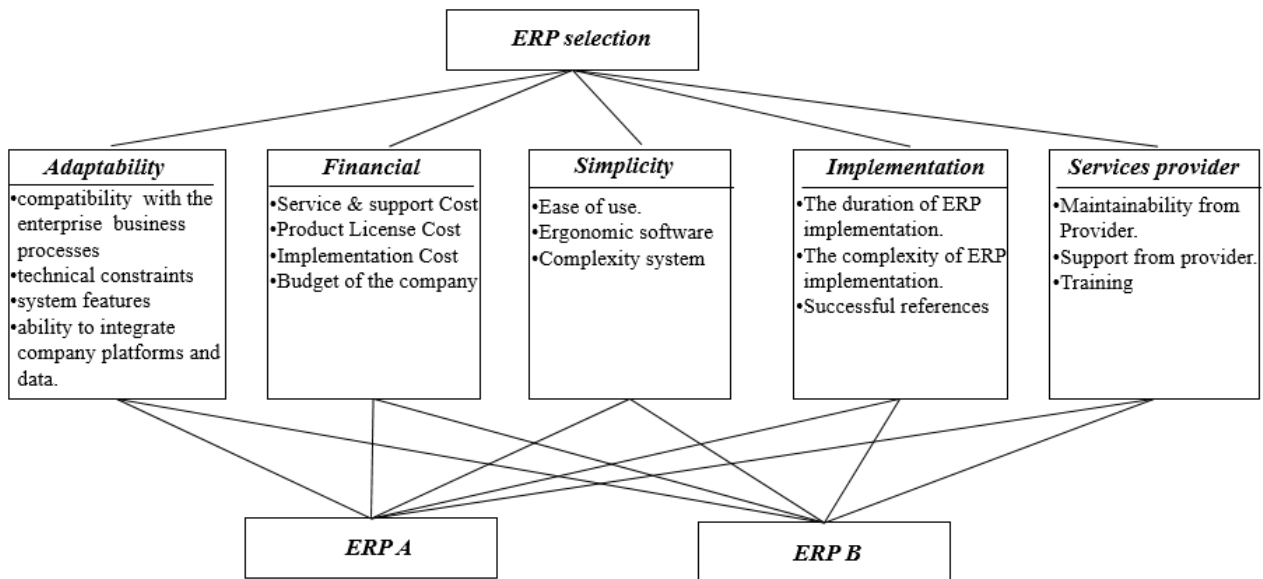 ERP selection
Adaptability
•compatibility with the
enterprise business
processes
•technical constraints
•system features
•ability to integrate
company platforms and
data.
Financial
•Service & support Cost
•Product License Cost
•Implementation Cost
•Budget of the company
Simplicity
•Ease of use.
•Ergonomic software
•Complexity system
Implementation
•The duration of ERP
implementation.
•The complexity of ERP
implementation.
•Successful references
Services provider
•Maintainability from
Provider.
•Support from provider.
•Training
ERP A
ERP B